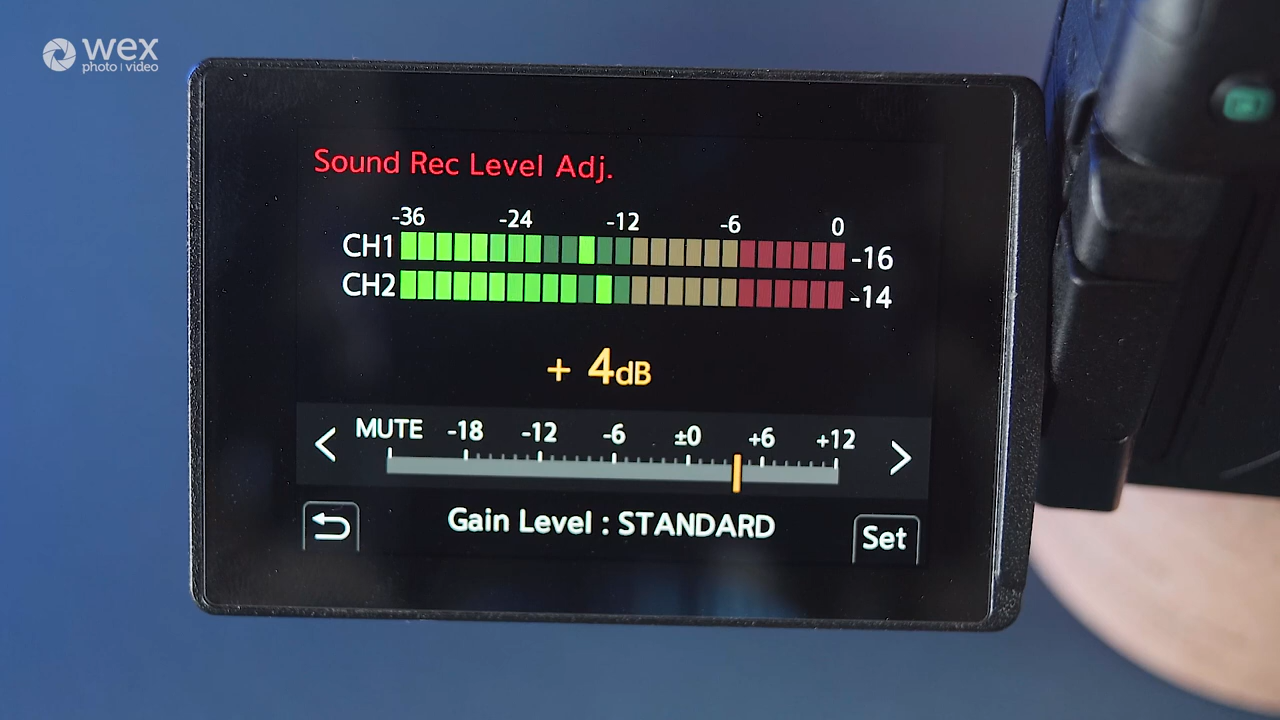 wex
photo | video
Sound Rec Level Adj.
-36 -24 -12 -6 0
CH1 -16
CH2 -14
+ 4dB
MUTE -18 -12 -6 ±0 +6 +12
Gain Level : STANDARD
Set